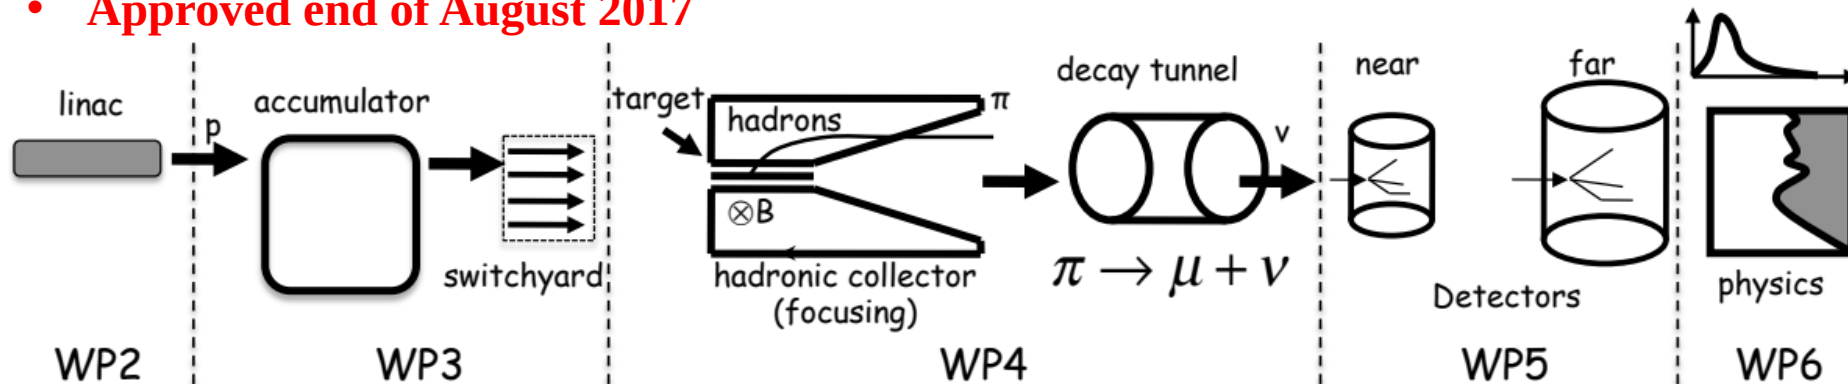 • Approved end of August 2017
linac
p
accumulator
switchyard
WP2
WP3
target
hadrons
π
⊗B
hadronic collector
(focusing)
decay tunnel
ν
π → μ + ν
WP4
near
far
Detectors
WP5
physics
WP6